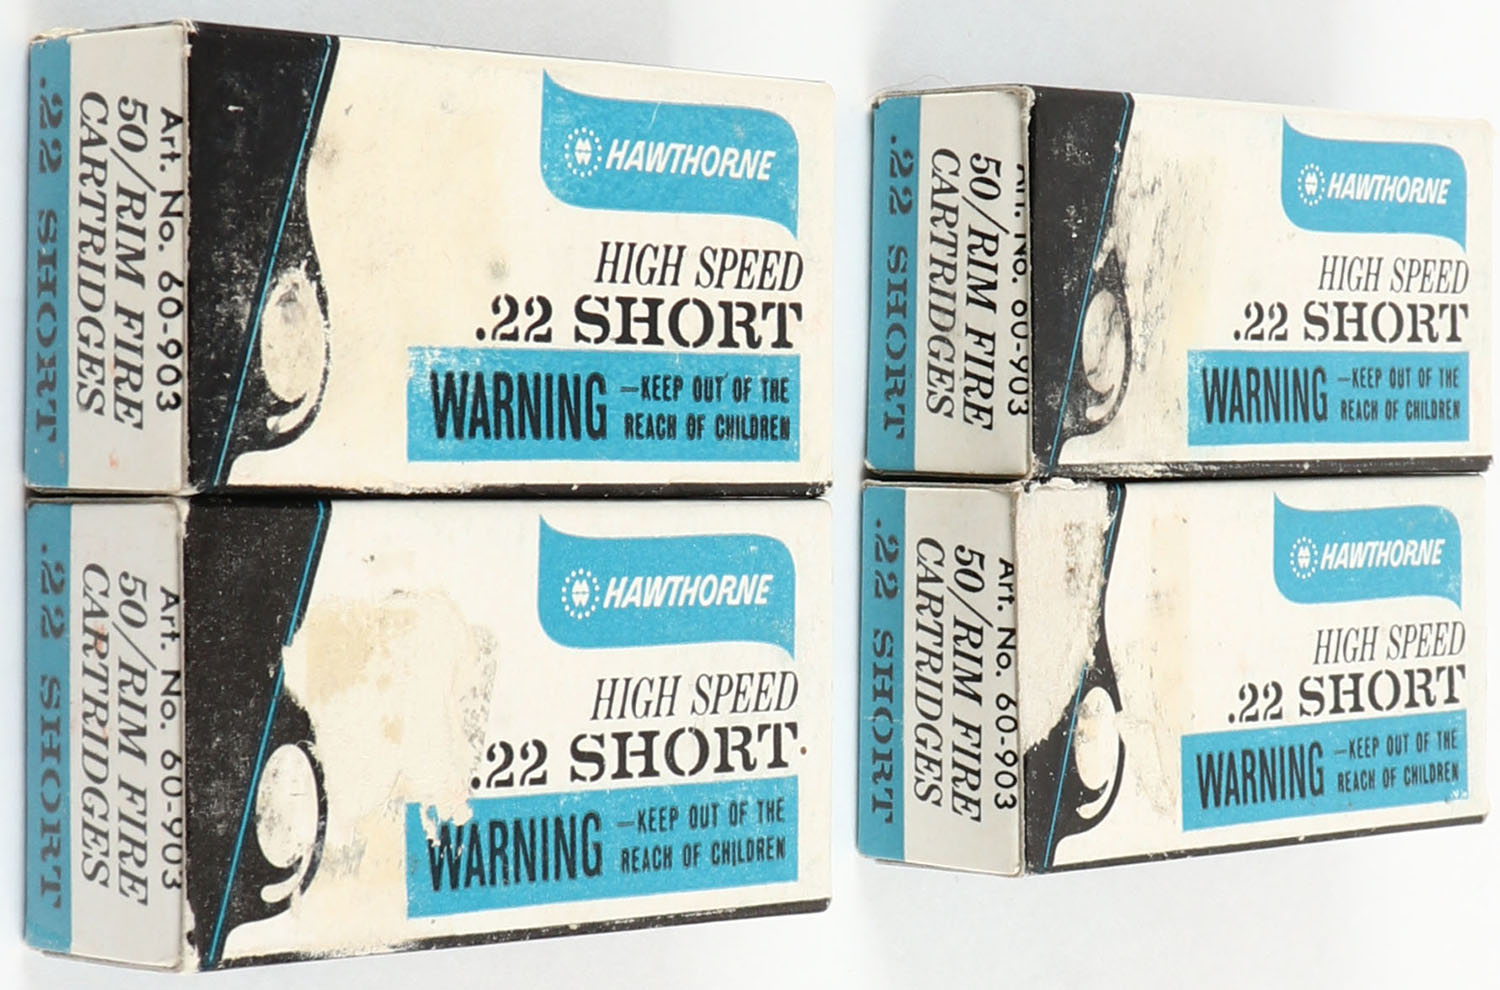 .22 SHORT
Art. No. 60-903
50/RIM FIRE
CARTRIDGES
HAWTHORNE
HIGH SPEED
.22 SHORT
WARNING —KEEP OUT OF THE
REACH OF CHILDREN
.22 SHORT
Art. No. 60-903
50/RIM FIRE
CARTRIDGES
HAWTHORNE
HIGH SPEED
.22 SHORT
WARNING —KEEP OUT OF THE
REACH OF CHILDREN
.22 SHORT
Art. No. 60-903
50/RIM FIRE
CARTRIDGES
HAWTHORNE
HIGH SPEED
.22 SHORT
WARNING —KEEP OUT OF THE
REACH OF CHILDREN
.22 SHORT
Art. No. 60-903
50/RIM FIRE
CARTRIDGES
HAWTHORNE
HIGH SPEED
.22 SHORT
WARNING —KEEP OUT OF THE
REACH OF CHILDREN